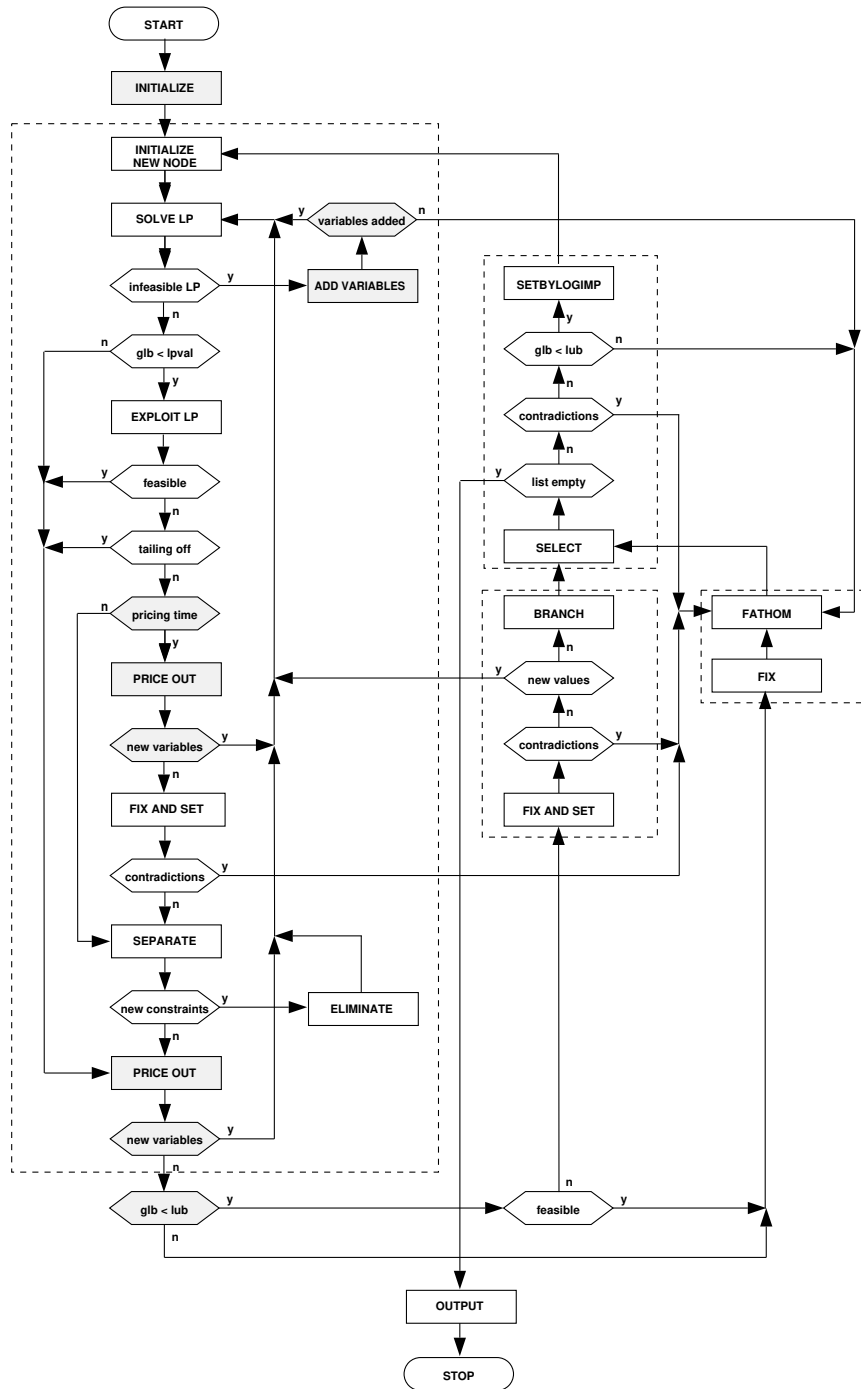 START
INITIALIZE
INITIALIZE
NEW NODE
SOLVE LP
y
variables added
n
infeasible LP
y
ADD VARIABLES
n
n
glb < lpval
y
EXPLOIT LP
y
feasible
n
y
tailing off
n
n
pricing time
y
PRICE OUT
new variables
y
n
FIX AND SET
contradictions
y
n
SEPARATE
new constraints
y
ELIMINATE
n
PRICE OUT
new variables
y
n
glb < lub
y
n
SETBYLOGIMP
y
glb < lub
n
n
contradictions
y
n
y
list empty
SELECT
BRANCH
n
y
new values
n
contradictions
y
FIX AND SET
n
feasible
y
FATHOM
FIX
OUTPUT
STOP